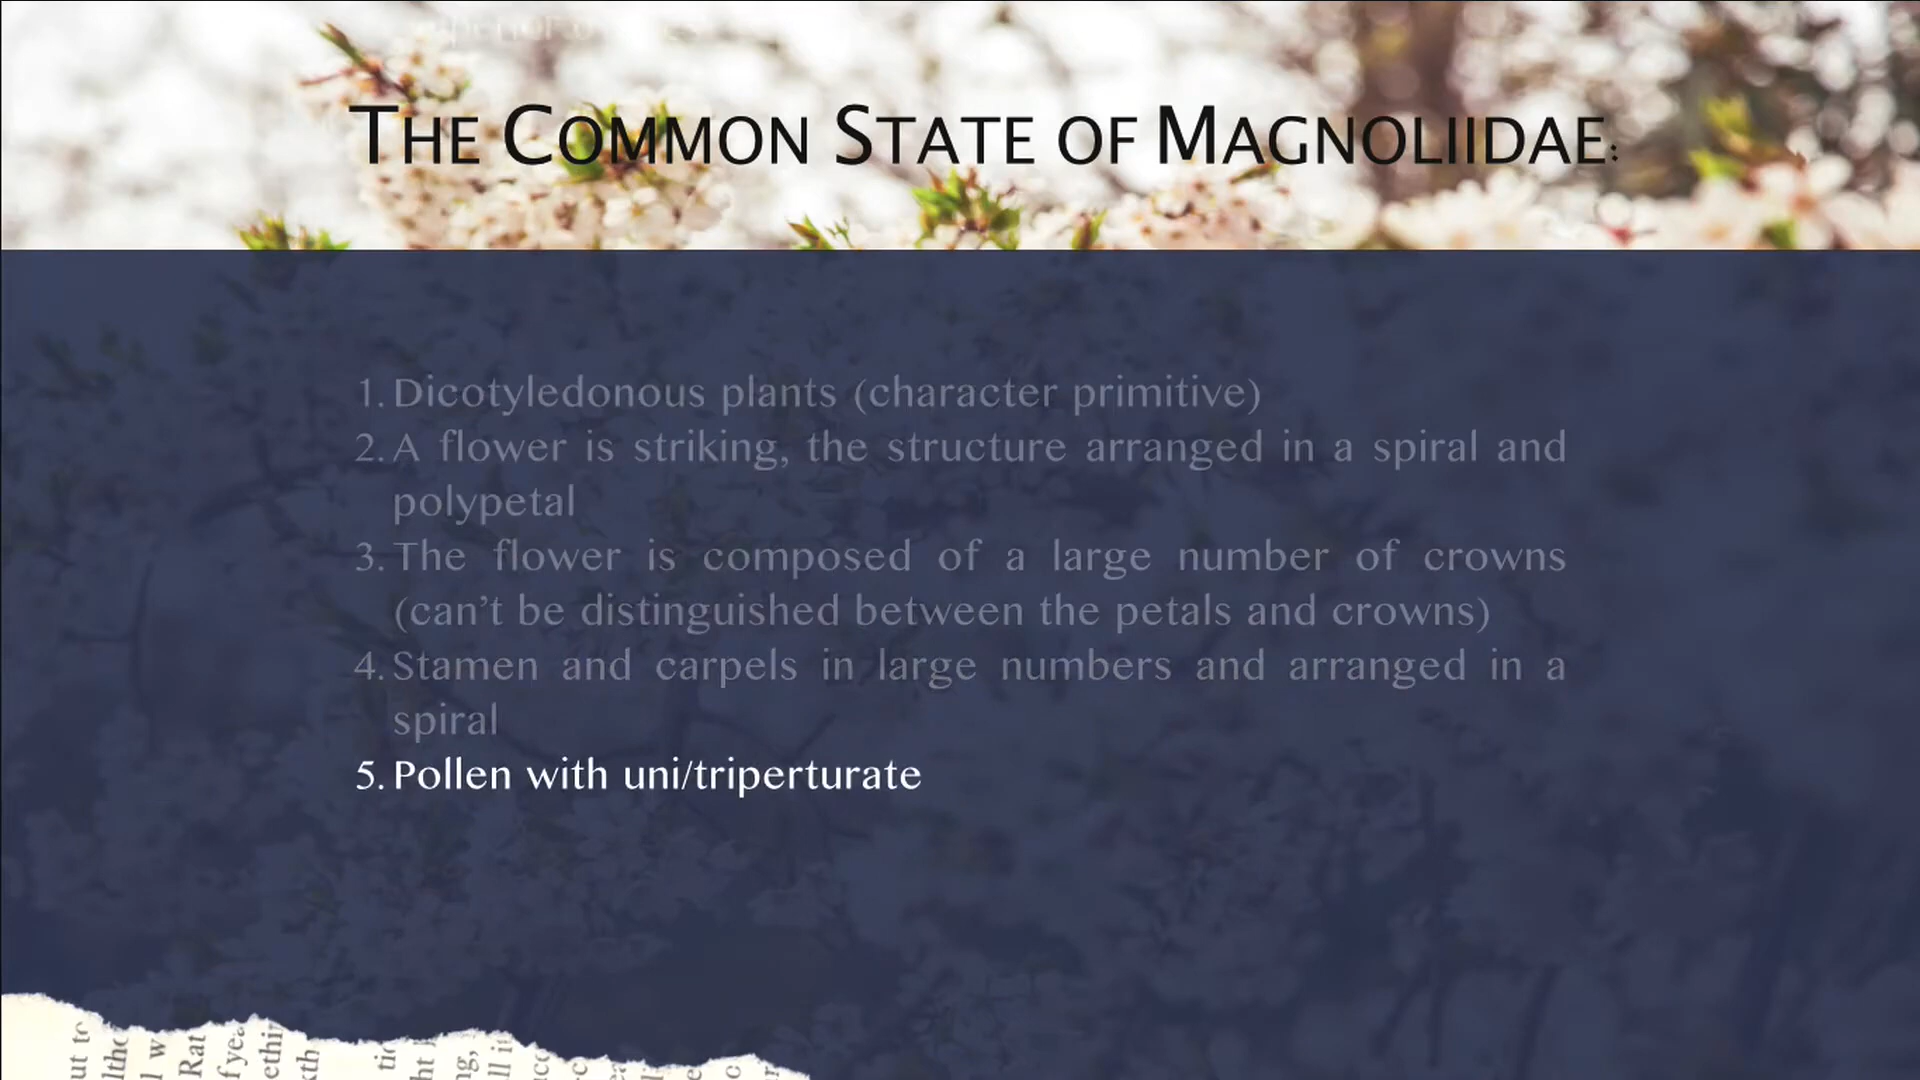 THE COMMON STATE OF MAGNOLIIDAE:
1. Dicotyledonous plants (character primitive)
2. A flower is striking, the structure arranged in a spiral and
polypetal
3. The flower is composed of a large number of crowns
(can't be distinguished between the petals and crowns)
4. Stamen and carpels in large numbers and arranged in a
spiral
5. Pollen with uni/triperturate